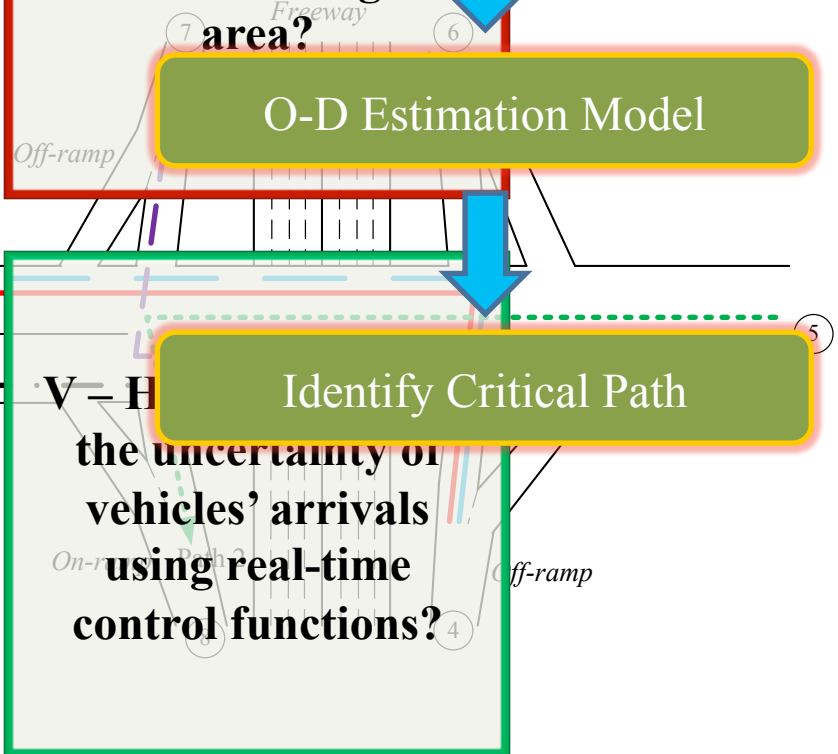 Freeway
7
area?
6
O-D Estimation Model
Off-ramp
5
Identify Critical Path
V – H
the uncertainty of
vehicles’ arrivals
Path 2
using real-time
Off-ramp
control functions?
8
4